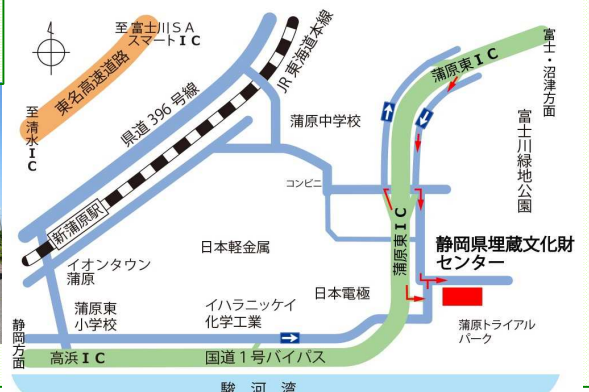 至富士川SA
スマートIC
東名高速道路
至清水IC
県道396号線
JR東海道本線
新蒲原駅
蒲原中学校
コンビニ
蒲原東IC
富士・沼津方面
富士川緑地公園
蒲原東IC
静岡県埋蔵文化財
センター
日本軽金属
イオンタウン
蒲原
蒲原東
小学校
イハラニッケイ
化学工業
日本電極
蒲原トライアル
パーク
静岡方面
高浜IC
国道1号バイパス
駿河湾